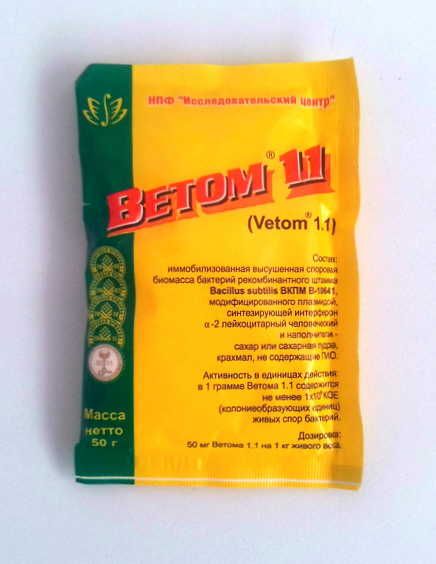 НПФ "Исследовательский центр"
ВЕТОМ® 1.1
(Vetom® 1.1)
Состав:
иммобилизованная высушенная споровая
биомасса бактерий рекомбинантного штамма
Bacillus subtilis ВКПМ В-10641,
модифицированного плазмидой,
синтезирующей интерферон
α-2 лейкоцитарный человеческий
и наполнители -
сахар или сахарная пудра,
крахмал, не содержащие ГМО.
Активность в единицах действия:
в 1 грамме Ветома 1.1 содержится
не менее 1x10⁶ КОЕ
(колониеобразующих единиц)
живых спор бактерий.
Дозировка:
50 мг Ветома 1.1 на 1 кг живого веса.
Масса
нетто
50 г